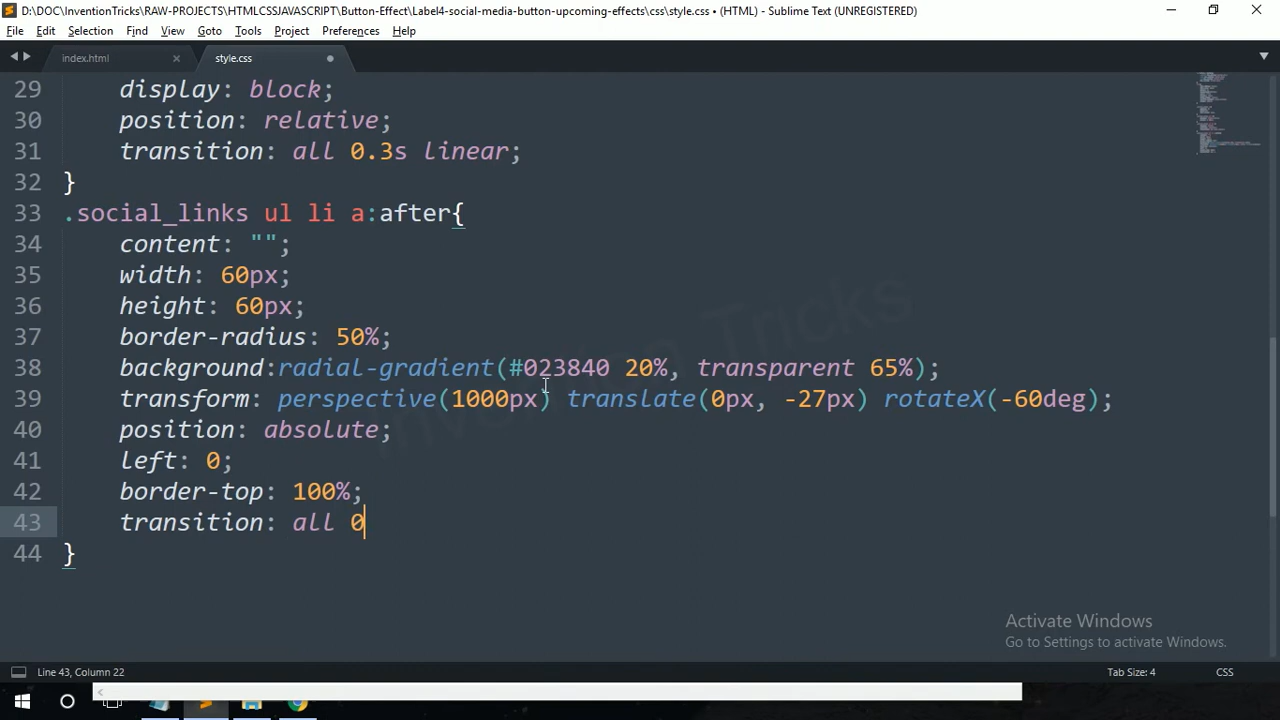 D:\DOC\InventionTricks\RAW-PROJECTS\HTMLCSSJAVASCRIPT\Button-Effect\Label4-social-media-button-upcoming-effects\css\style.css • (HTML) - Sublime Text (UNREGISTERED)
File Edit Selection Find View Goto Tools Project Preferences Help
index.html style.css
29 display: block;
30 position: relative;
31 transition: all 0.3s linear;
32 }
33 .social_links ul li a:after{
34 content: "";
35 width: 60px;
36 height: 60px;
37 border-radius: 50%;
38 background:radial-gradient(#023840 20%, transparent 65%);
39 transform: perspective(1000px) translate(0px, -27px) rotateX(-60deg);
40 position: absolute;
41 left: 0;
42 border-top: 100%;
43 transition: all 0
44 }
Invention Tricks
Activate Windows
Go to Settings to activate Windows.
Line 43, Column 22 Tab Size: 4 CSS